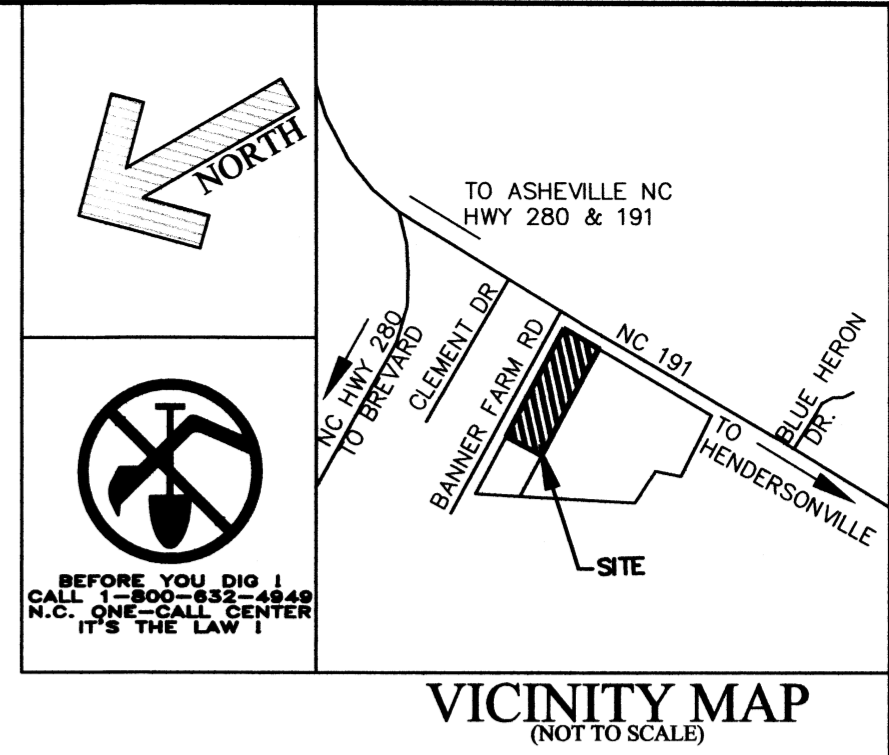 NORTH
TO ASHEVILLE NC
HWY 280 & 191
NC HWY 280
TO BREVARD
CLEMENT DR
BANNER FARM RD
NC 191
BLUE HERON
DR.
TO
HENDERSONVILLE
SITE
BEFORE YOU DIG !
CALL 1-800-632-4949
N.C. ONE-CALL CENTER
IT'S THE LAW !
VICINITY MAP
(NOT TO SCALE)